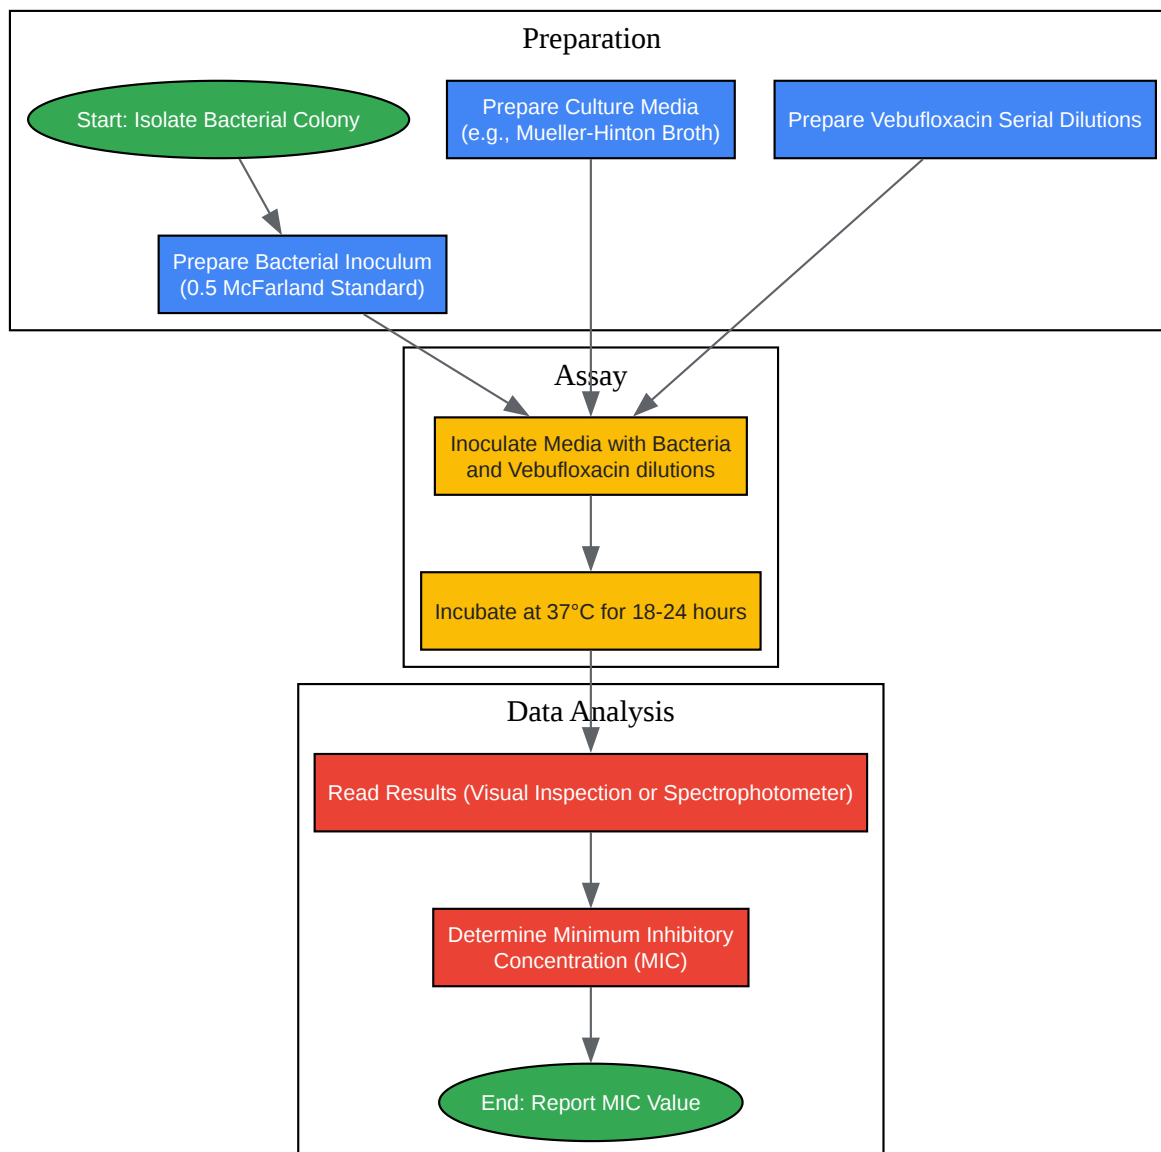 Preparation
Start: Isolate Bacterial Colony
Prepare Culture Media
(e.g., Mueller-Hinton Broth)
Prepare Vebufloxacin Serial Dilutions
Prepare Bacterial Inoculum
(0.5 McFarland Standard)
Assay
Inoculate Media with Bacteria
and Vebufloxacin dilutions
Incubate at 37°C for 18-24 hours
Data Analysis
Read Results (Visual Inspection or Spectrophotometer)
Determine Minimum Inhibitory
Concentration (MIC)
End: Report MIC Value